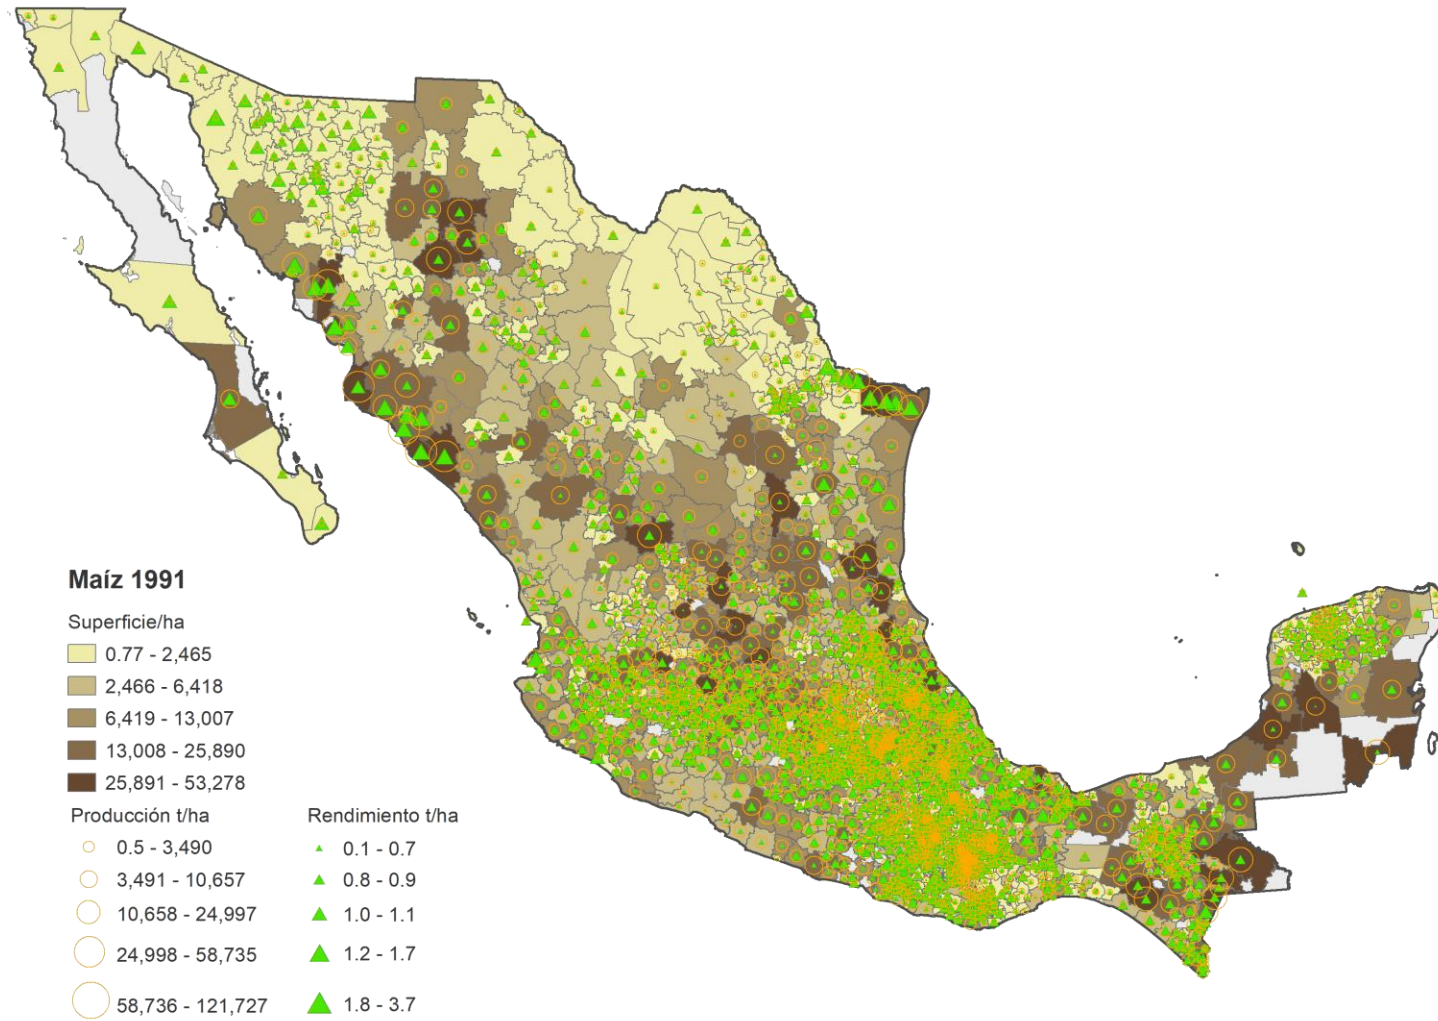 Maíz 1991
Superficie/ha
0.77 - 2,465
2,466 - 6,418
6,419 - 13,007
13,008 - 25,890
25,891 - 53,278
Producción t/ha
0.5 - 3,490
3,491 - 10,657
10,658 - 24,997
24,998 - 58,735
58,736 - 121,727
Rendimiento t/ha
0.1 - 0.7
0.8 - 0.9
1.0 - 1.1
1.2 - 1.7
1.8 - 3.7